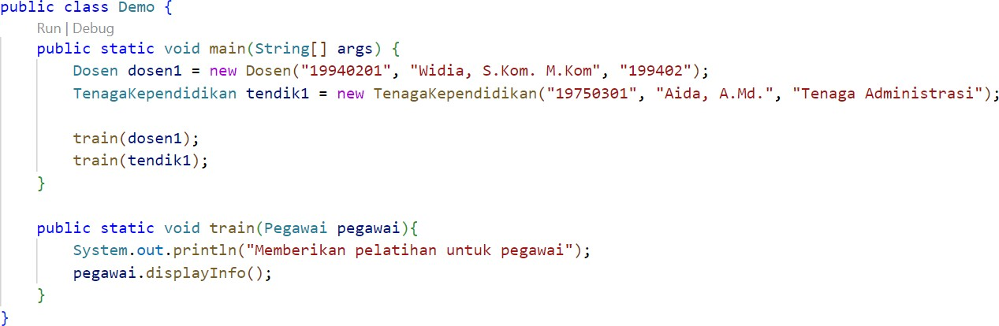 public class Demo {
Run | Debug
public static void main(String[] args) {
Dosen dosen1 = new Dosen("19940201", "Widia, S.Kom. M.Kom", "199402");
TenagaKependidikan tendik1 = new TenagaKependidikan("19750301", "Aida, A.Md.", "Tenaga Administrasi");
train(dosen1);
train(tendik1);
}
public static void train(Pegawai pegawai){
System.out.println("Memberikan pelatihan untuk pegawai");
pegawai.displayInfo();
}
}